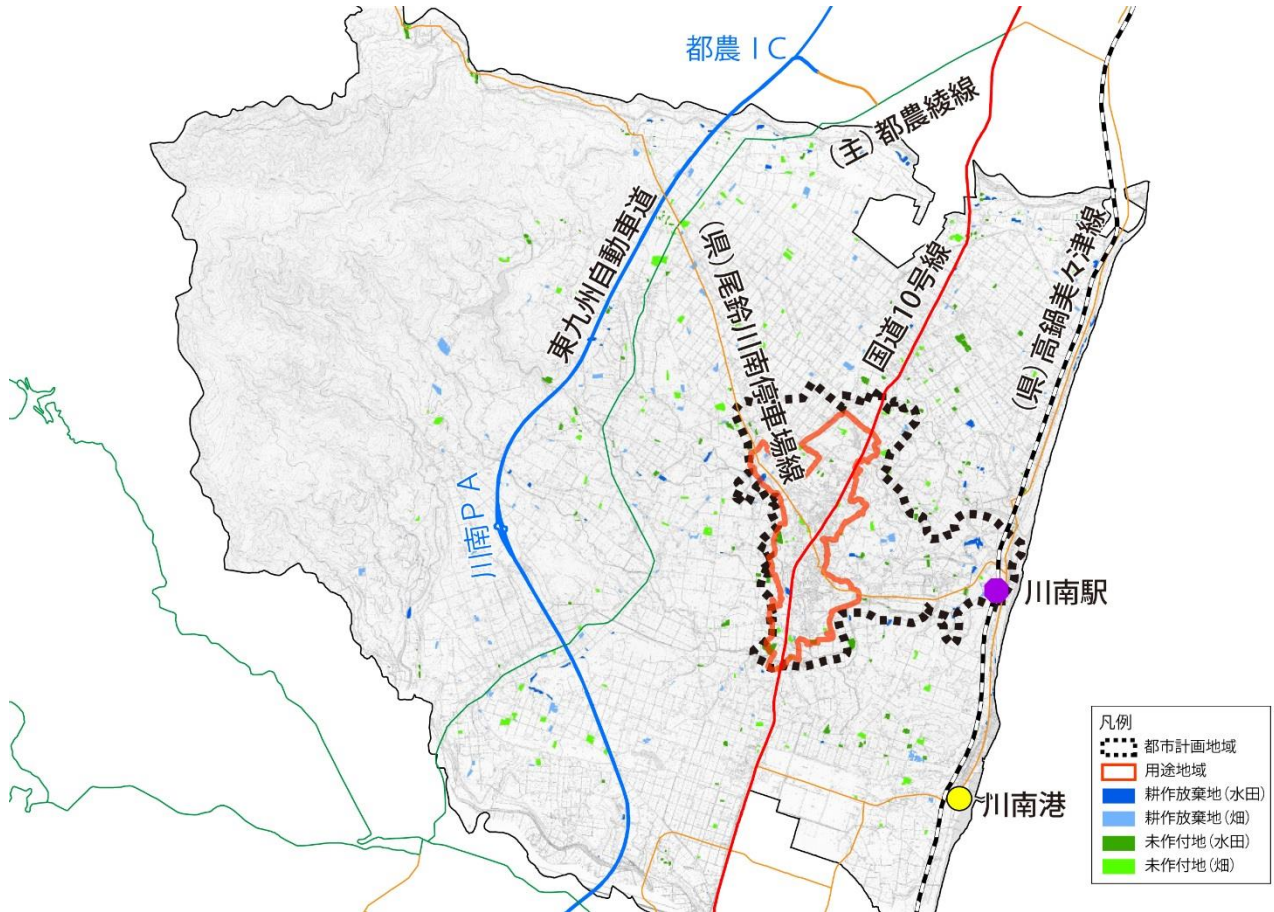 都農ＩＣ
(主)都農綾線
東九州自動車道
(県)尾鈴川南停車場線
国道10号線
(県)高鍋美々津線
川南ＰＡ
川南駅
川南港
凡例
都市計画地域
用途地域
耕作放棄地(水田)
耕作放棄地(畑)
未作付地(水田)
未作付地(畑)